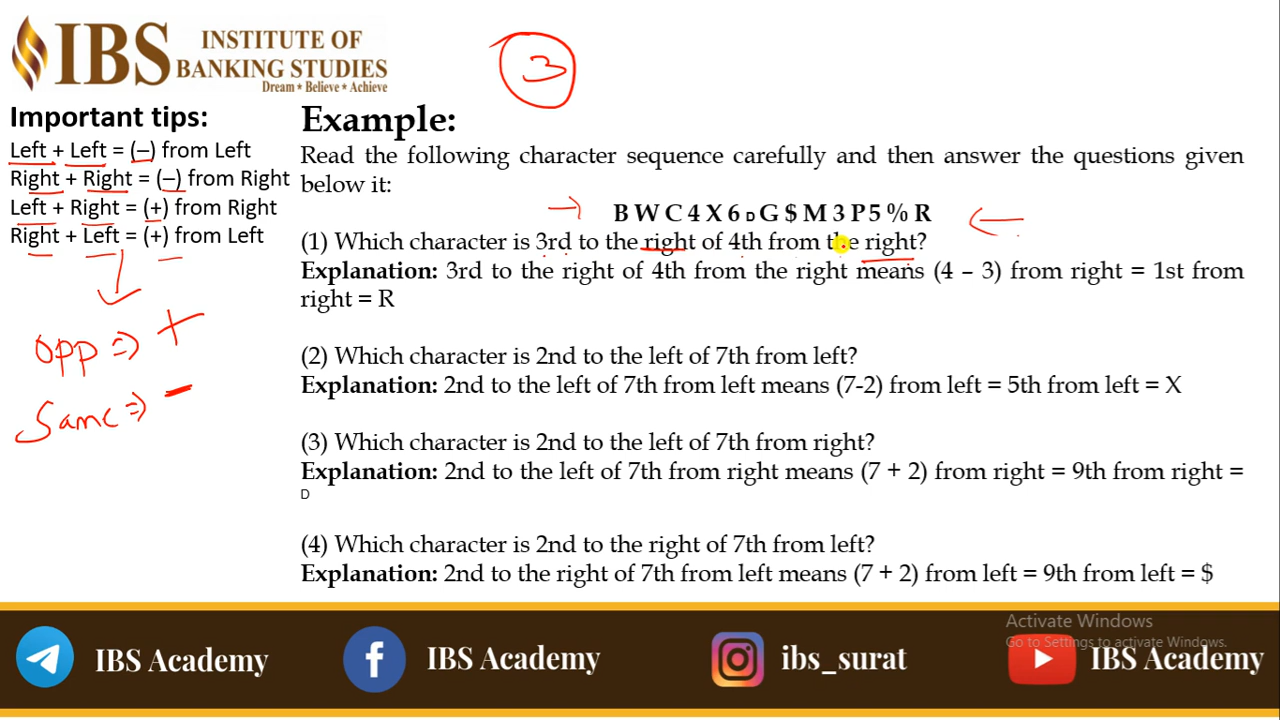 IBS INSTITUTE OF
BANKING STUDIES
Dream ★ Believe ★ Achieve
3
Important tips:
Left + Left = (–) from Left
Right + Right = (–) from Right
Left + Right = (+) from Right
Right + Left = (+) from Left
Opp ⇒ +
Same ⇒ –
Example:
Read the following character sequence carefully and then answer the questions given
below it:
B W C 4 X 6 D G $ M 3 P 5 % R
(1) Which character is 3rd to the right of 4th from the right?
Explanation: 3rd to the right of 4th from the right means (4 – 3) from right = 1st from
right = R
(2) Which character is 2nd to the left of 7th from left?
Explanation: 2nd to the left of 7th from left means (7-2) from left = 5th from left = X
(3) Which character is 2nd to the left of 7th from right?
Explanation: 2nd to the left of 7th from right means (7 + 2) from right = 9th from right =
D
(4) Which character is 2nd to the right of 7th from left?
Explanation: 2nd to the right of 7th from left means (7 + 2) from left = 9th from left = $
Activate Windows
Go to Settings to activate Windows.
IBS Academy
IBS Academy
ibs_surat
IBS Academy